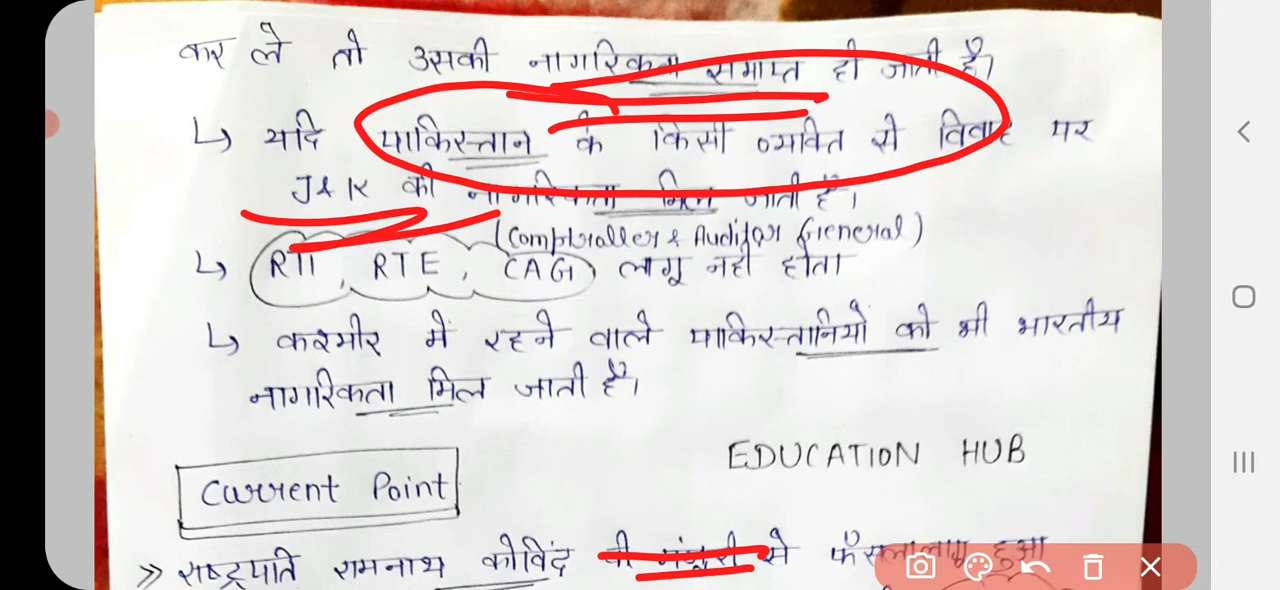 कर ले तो उसकी नागरिकता समाप्त हो जाती है।
↳ यदि पाकिस्तान के किसी व्यक्ति से विवाह पर
J&K की नागरिकता मिल जाती है।
(Comptroller & Auditor General)
↳ RTI, RTE, CAG लागू नही होता
↳ कश्मीर में रहने वाले पाकिस्तानियों को भी भारतीय
नागरिकता मिल जाती है।
EDUCATION HUB
Current Point
>> राष्ट्रपति रामनाथ कोविंद की मंजूरी से फैसला लागू हुआ